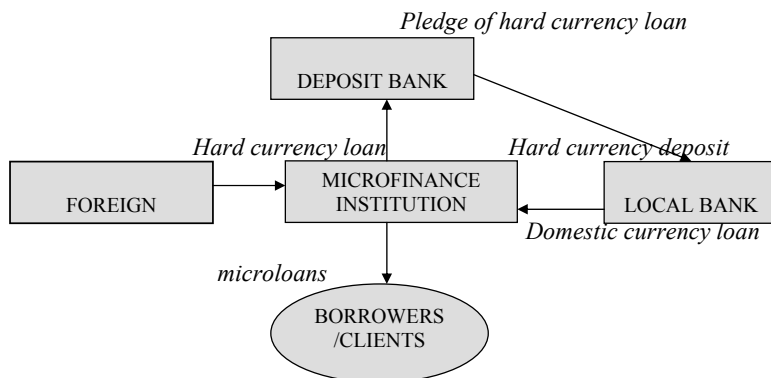 Pledge of hard currency loan
DEPOSIT BANK
Hard currency loan
Hard currency deposit
FOREIGN
MICROFINANCE
INSTITUTION
LOCAL BANK
Domestic currency loan
microloans
BORROWERS
/CLIENTS